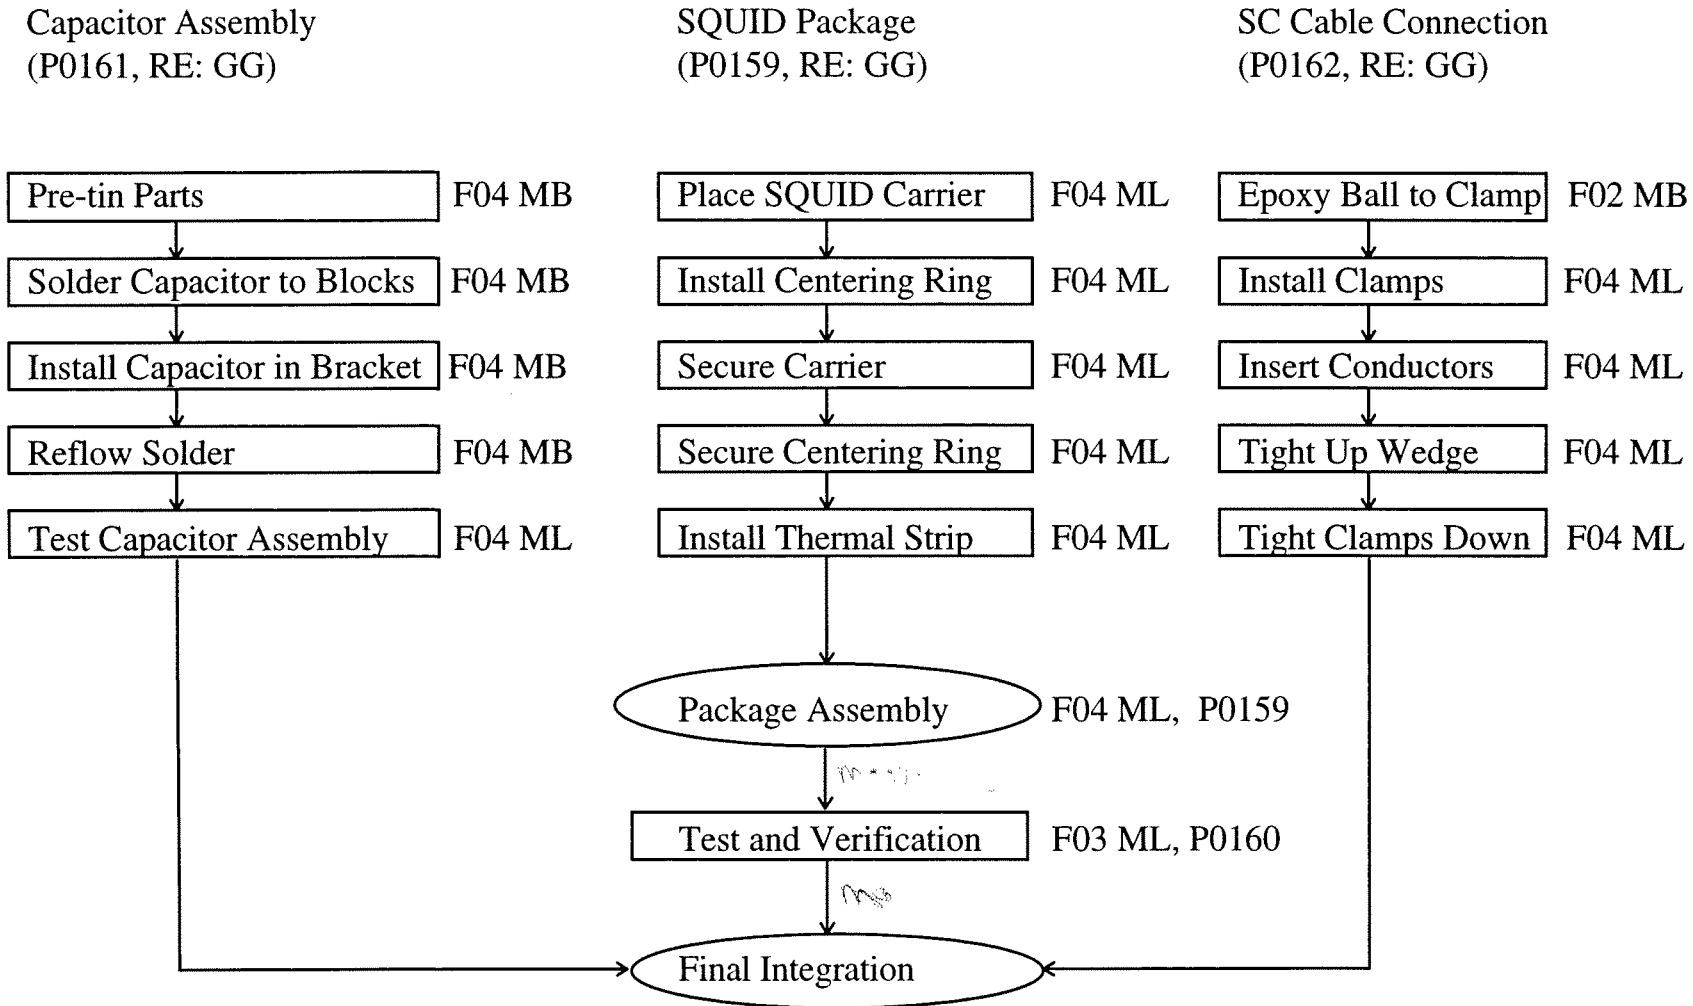 Capacitor Assembly
(P0161, RE: GG)
SQUID Package
(P0159, RE: GG)
SC Cable Connection
(P0162, RE: GG)
Pre-tin Parts F04 MB
Solder Capacitor to Blocks F04 MB
Install Capacitor in Bracket F04 MB
Reflow Solder F04 MB
Test Capacitor Assembly F04 ML
Place SQUID Carrier F04 ML
Install Centering Ring F04 ML
Secure Carrier F04 ML
Secure Centering Ring F04 ML
Install Thermal Strip F04 ML
Epoxy Ball to Clamp F02 MB
Install Clamps F04 ML
Insert Conductors F04 ML
Tight Up Wedge F04 ML
Tight Clamps Down F04 ML
Package Assembly F04 ML, P0159
Test and Verification F03 ML, P0160
Final Integration